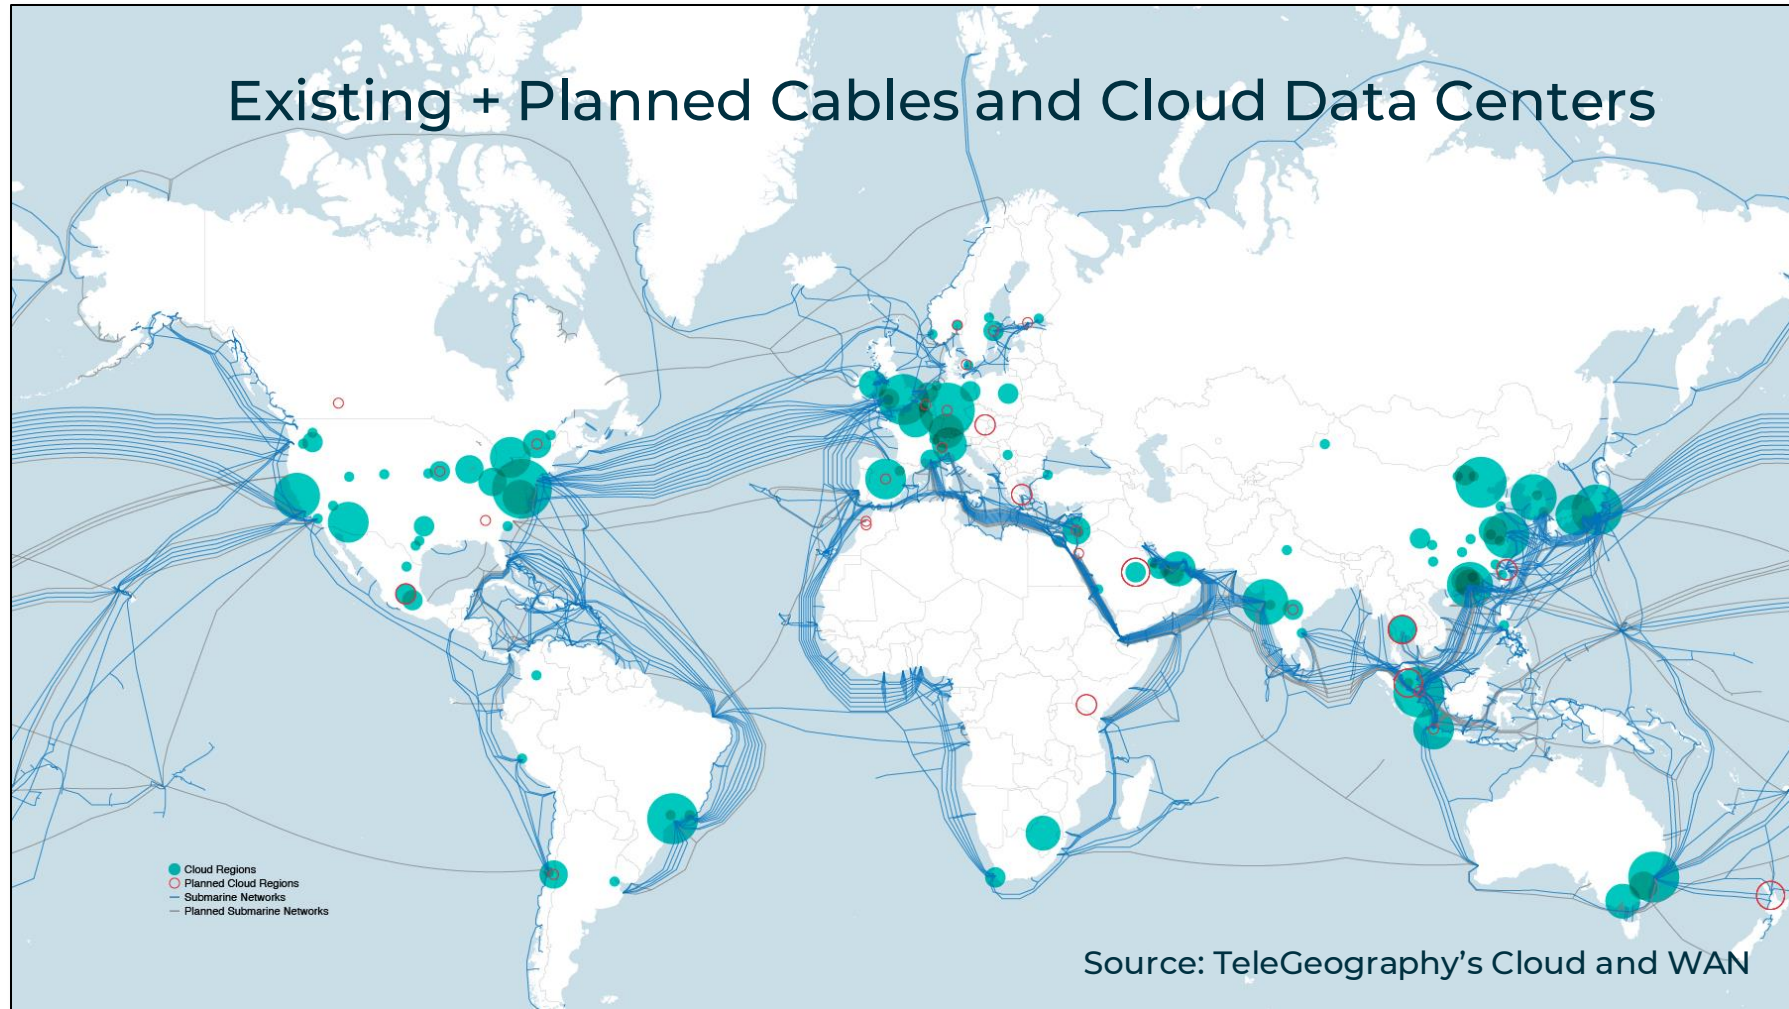 Existing + Planned Cables and Cloud Data Centers
Cloud Regions
Planned Cloud Regions
Submarine Networks
Planned Submarine Networks
Source: TeleGeography’s Cloud and WAN